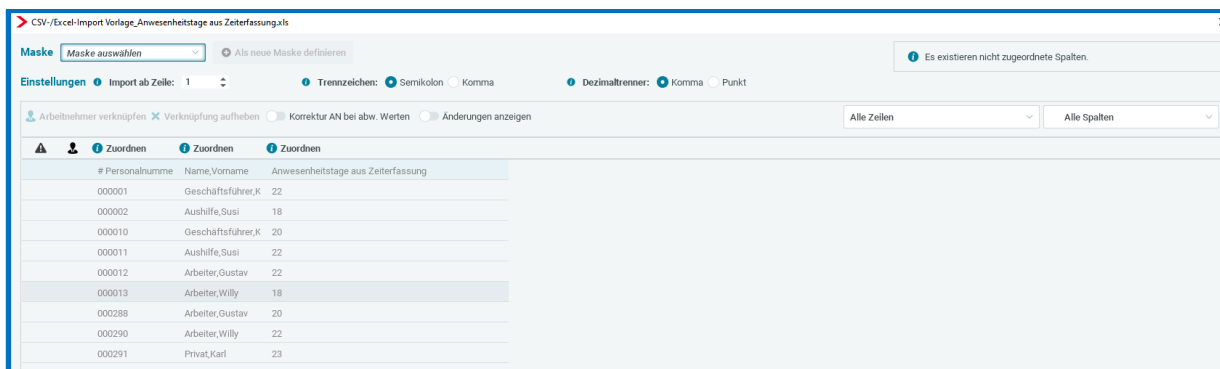 CSV-/Excel-Import Vorlage_Anwesenheitstage aus Zeiterfassung.xls
Maske Maske auswählen Als neue Maske definieren Es existieren nicht zugeordnete Spalten.
Einstellungen Import ab Zeile: 1 Trennzeichen: Semikolon Komma Dezimaltrenner: Komma Punkt
Arbeitnehmer verknüpfen Verknüpfung aufheben Korrektur AN bei abw. Werten Änderungen anzeigen Alle Zeilen Alle Spalten
Zuordnen Zuordnen Zuordnen
# Personalnumme Name,Vorname Anwesenheitstage aus Zeiterfassung
000001 Geschäftsführer,K 22
000002 Aushilfe,Susi 18
000010 Geschäftsführer,K 20
000011 Aushilfe,Susi 22
000012 Arbeiter,Gustav 22
000013 Arbeiter,Willy 18
000288 Arbeiter,Gustav 20
000290 Arbeiter,Willy 22
000291 Privat,Karl 23